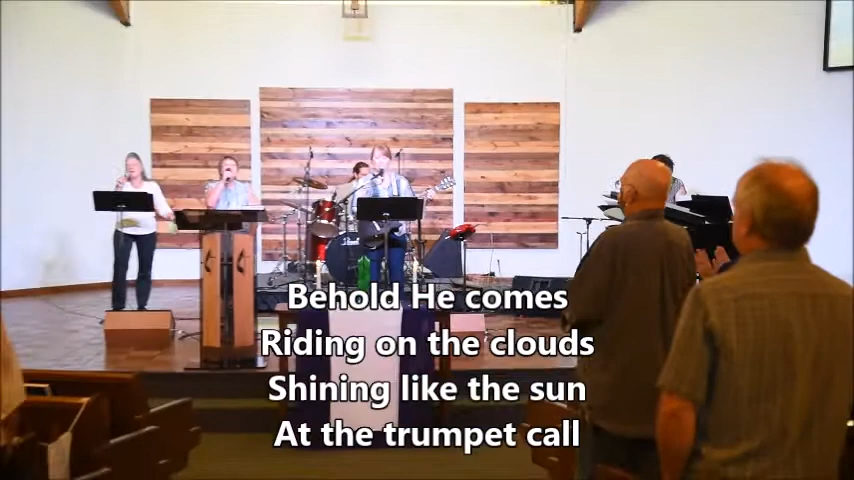 Behold He comes
Riding on the clouds
Shining like the sun
At the trumpet call